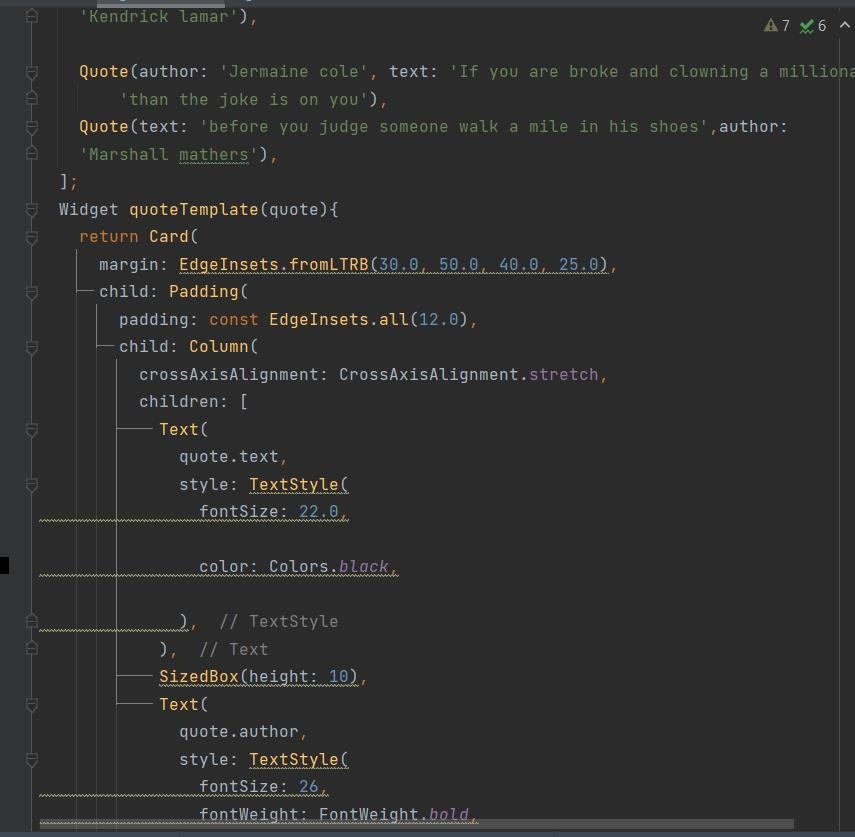 'Kendrick lamar'),
7 6
Quote(author: 'Jermaine cole', text: 'If you are broke and clowning a milliona
'than the joke is on you'),
Quote(text: 'before you judge someone walk a mile in his shoes',author:
'Marshall mathers'),
];
Widget quoteTemplate(quote){
return Card(
margin: EdgeInsets.fromLTRB(30.0, 50.0, 40.0, 25.0),
child: Padding(
padding: const EdgeInsets.all(12.0),
child: Column(
crossAxisAlignment: CrossAxisAlignment.stretch,
children: [
Text(
quote.text,
style: TextStyle(
fontSize: 22.0,
color: Colors.black,
), // TextStyle
), // Text
SizedBox(height: 10),
Text(
quote.author,
style: TextStyle(
fontSize: 26,
fontWeight: FontWeight.bold,